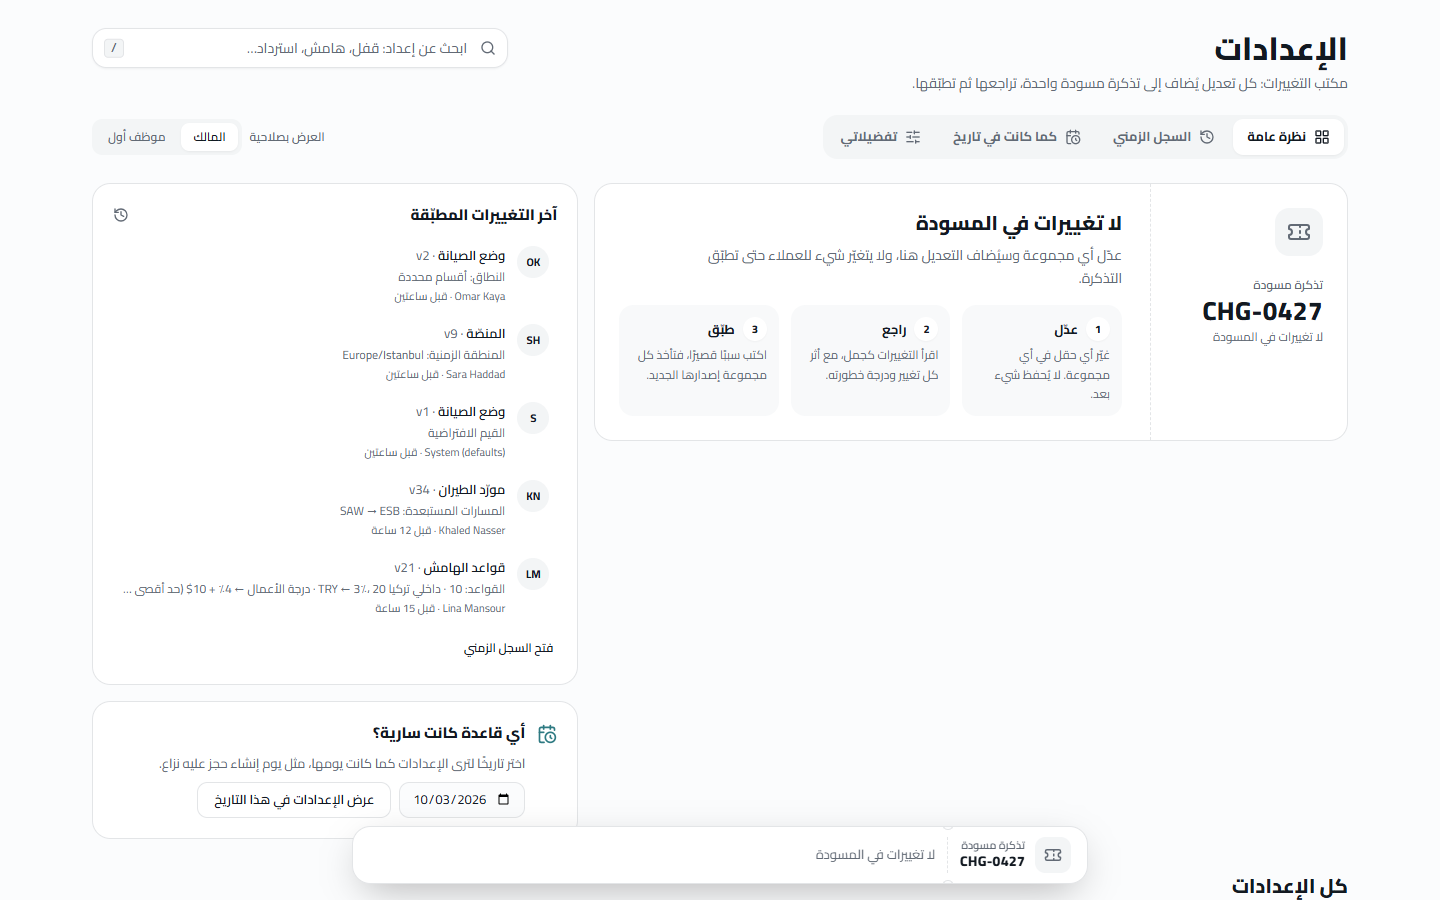 الإعدادات
مكتب التغييرات: كل تعديل يُضاف إلى تذكرة مسودة واحدة، تراجعها ثم تطبّقها.
ابحث عن إعداد: قفل، هامش، استرداد...
/
نظرة عامة
السجل الزمني
كما كانت في تاريخ
تفضيلاتي
العرض بصلاحية
المالك
موظف أول
تذكرة مسودة
CHG-0427
لا تغييرات في المسودة
لا تغييرات في المسودة
عدّل أي مجموعة وسيُضاف التعديل هنا، ولا يتغيّر شيء للعملاء حتى تطبّق
التذكرة.
1 عدّل
غيّر أي حقل في أي
مجموعة. لا يُحفظ شيء
بعد.
2 راجع
اقرأ التغييرات كجمل، مع أثر
كل تغيير ودرجة خطورته.
3 طبّق
اكتب سببًا قصيرًا، فتأخذ كل
مجموعة إصدارها الجديد.
آخر التغييرات المطبّقة
OK
وضع الصيانة · v2
النطاق: أقسام محددة
Omar Kaya · قبل ساعتين
SH
المنصّة · v9
المنطقة الزمنية: Europe/Istanbul
Sara Haddad · قبل ساعتين
S
وضع الصيانة · v1
القيم الافتراضية
System (defaults) · قبل ساعتين
KN
مورّد الطيران · v34
المسارات المستبعدة: SAW → ESB
Khaled Nasser · قبل 12 ساعة
LM
قواعد الهامش · v21
القواعد: 10 · داخلي تركيا 20 TRY ← 3٪، · درجة الأعمال ← 4٪ + 10$ (حد أقصى ...
Lina Mansour · قبل 15 ساعة
فتح السجل الزمني
أي قاعدة كانت سارية؟
اختر تاريخًا لترى الإعدادات كما كانت يومها، مثل يوم إنشاء حجز عليه نزاع.
10/03/2026
عرض الإعدادات في هذا التاريخ
تذكرة مسودة
CHG-0427
لا تغييرات في المسودة
كل الإعدادات